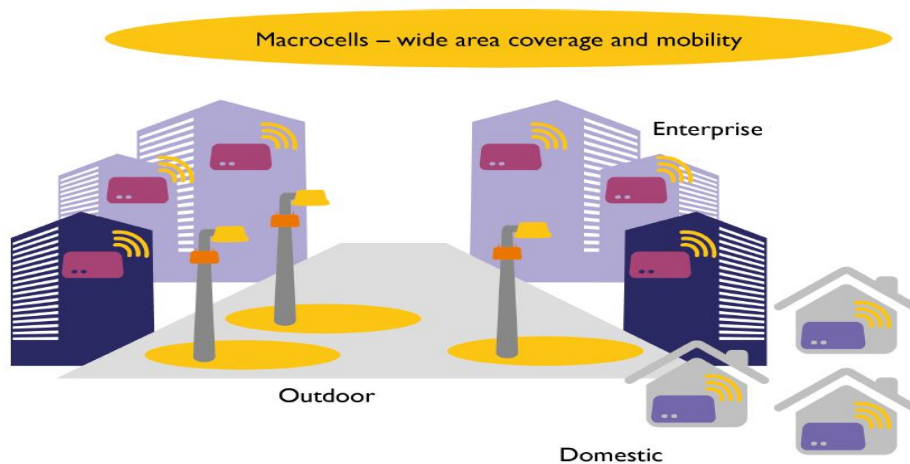 Macrocells – wide area coverage and mobility
Enterprise
Outdoor
Domestic